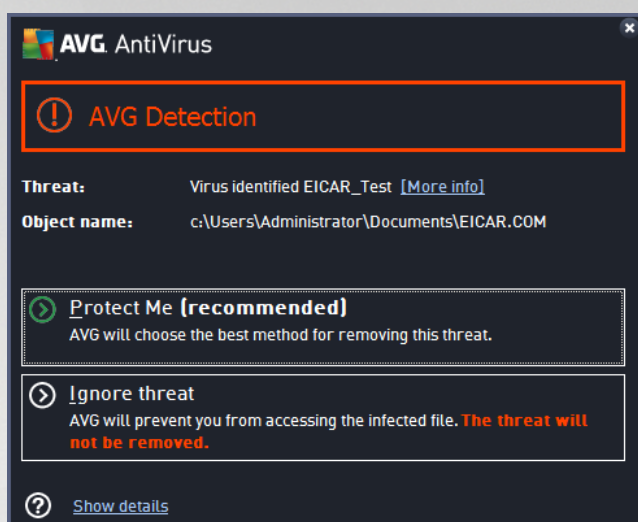 AVG. AntiVirus
AVG Detection
Threat: Virus identified EICAR_Test [More info]
Object name: c:\Users\Administrator\Documents\EICAR.COM
Protect Me (recommended)
AVG will choose the best method for removing this threat.
Ignore threat
AVG will prevent you from accessing the infected file. The threat will
not be removed.
Show details